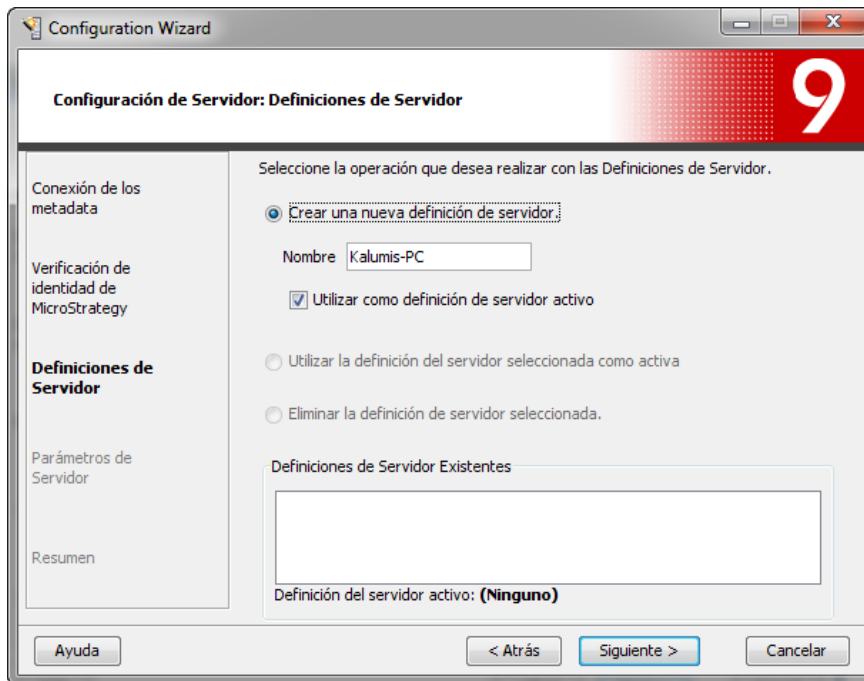 Configuration Wizard
Configuración de Servidor: Definiciones de Servidor
9
Conexión de los
metadata
Verificación de
identidad de
MicroStrategy
Definiciones de
Servidor
Parámetros de
Servidor
Resumen
Seleccione la operación que desea realizar con las Definiciones de Servidor.
Crear una nueva definición de servidor.
Nombre Kalumis-PC
Utilizar como definición de servidor activo
Utilizar la definición del servidor seleccionada como activa
Eliminar la definición de servidor seleccionada.
Definiciones de Servidor Existentes
Definición del servidor activo: (Ninguno)
Ayuda < Atrás Siguiente > Cancelar